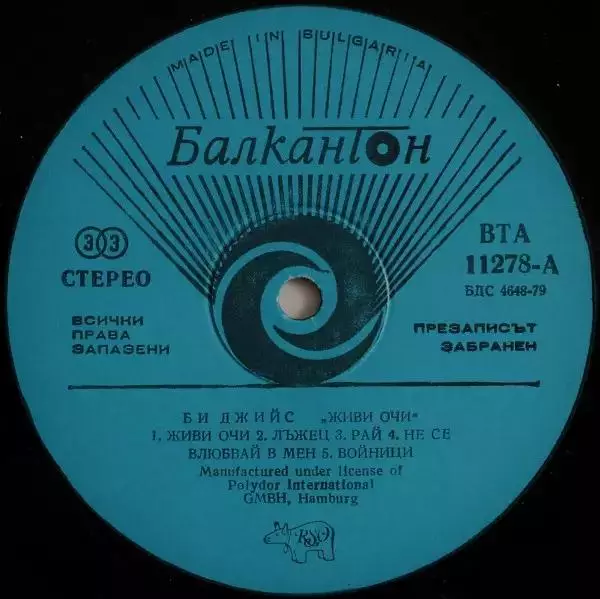 MADE IN BULGARIA
Балкантон
33
СТЕРЕО
ВТА
11278-А
БДС 4648-79
ВСИЧКИ
ПРАВА
ЗАПАЗЕНИ
ПРЕЗАПИСЪТ
ЗАБРАНЕН
БИ ДЖИЙС „ЖИВИ ОЧИ“
1. ЖИВИ ОЧИ 2. ЛЪЖЕЦ 3. РАЙ 4. НЕ СЕ
ВЛЮБВАЙ В МЕН 5. ВОЙНИЦИ
Manufactured under license of
Polydor International
GMBH, Hamburg
RSO